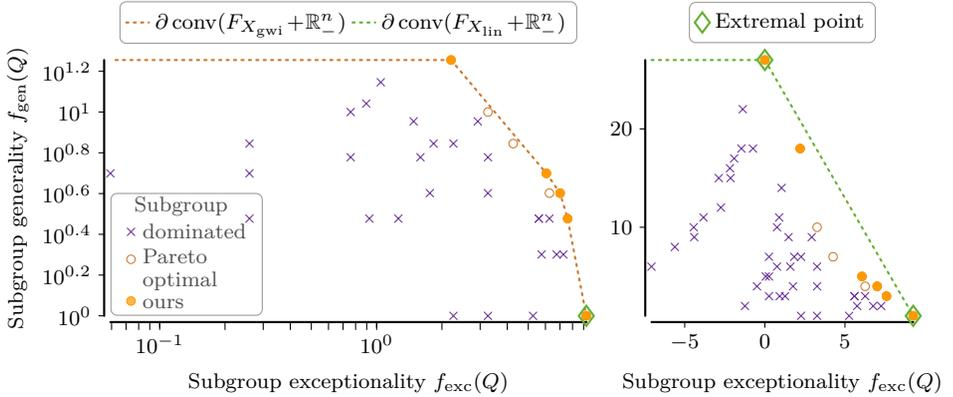 ∂ conv(F_{X_gwi} + ℝ^n_−) ∂ conv(F_{X_lin} + ℝ^n_−)
Extremal point
Subgroup generality f_gen(Q)
10^{1.2}
10^1
10^{0.8}
10^{0.6}
10^{0.4}
10^{0.2}
10^0
Subgroup
dominated
Pareto
optimal
ours
10^{−1} 10^0
Subgroup exceptionality f_exc(Q)
20
10
−5 0 5
Subgroup exceptionality f_exc(Q)